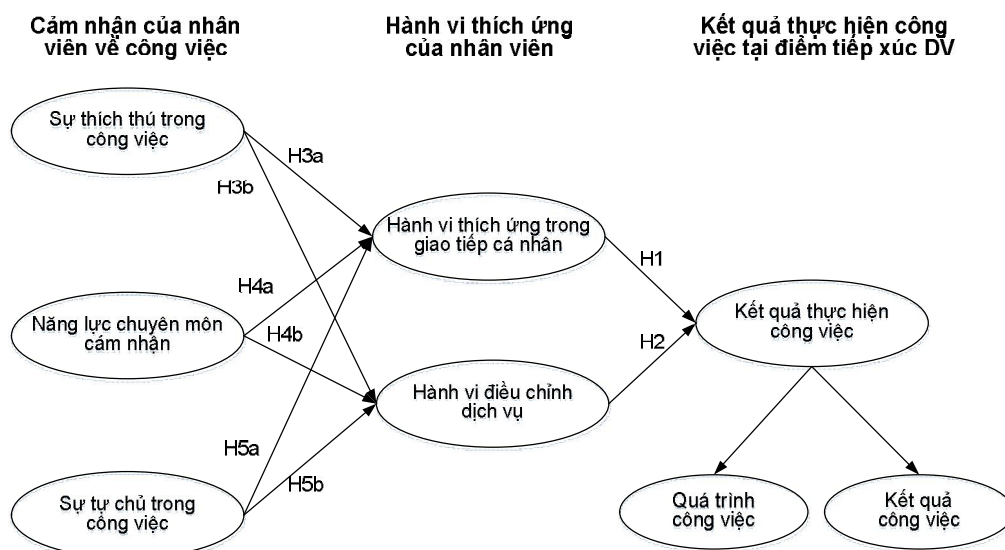 Cảm nhận của nhân
viên về công việc
Hành vi thích ứng
của nhân viên
Kết quả thực hiện công
việc tại điểm tiếp xúc DV
Sự thích thú trong
công việc
H3a
H3b
Hành vi thích ứng trong
giao tiếp cá nhân
H1
H4a
Năng lực chuyên môn
cảm nhận
H4b
Kết quả thực hiện
công việc
H2
Hành vi điều chỉnh
dịch vụ
H5a
H5b
Sự tự chủ trong
công việc
Quá trình
công việc
Kết quả
công việc